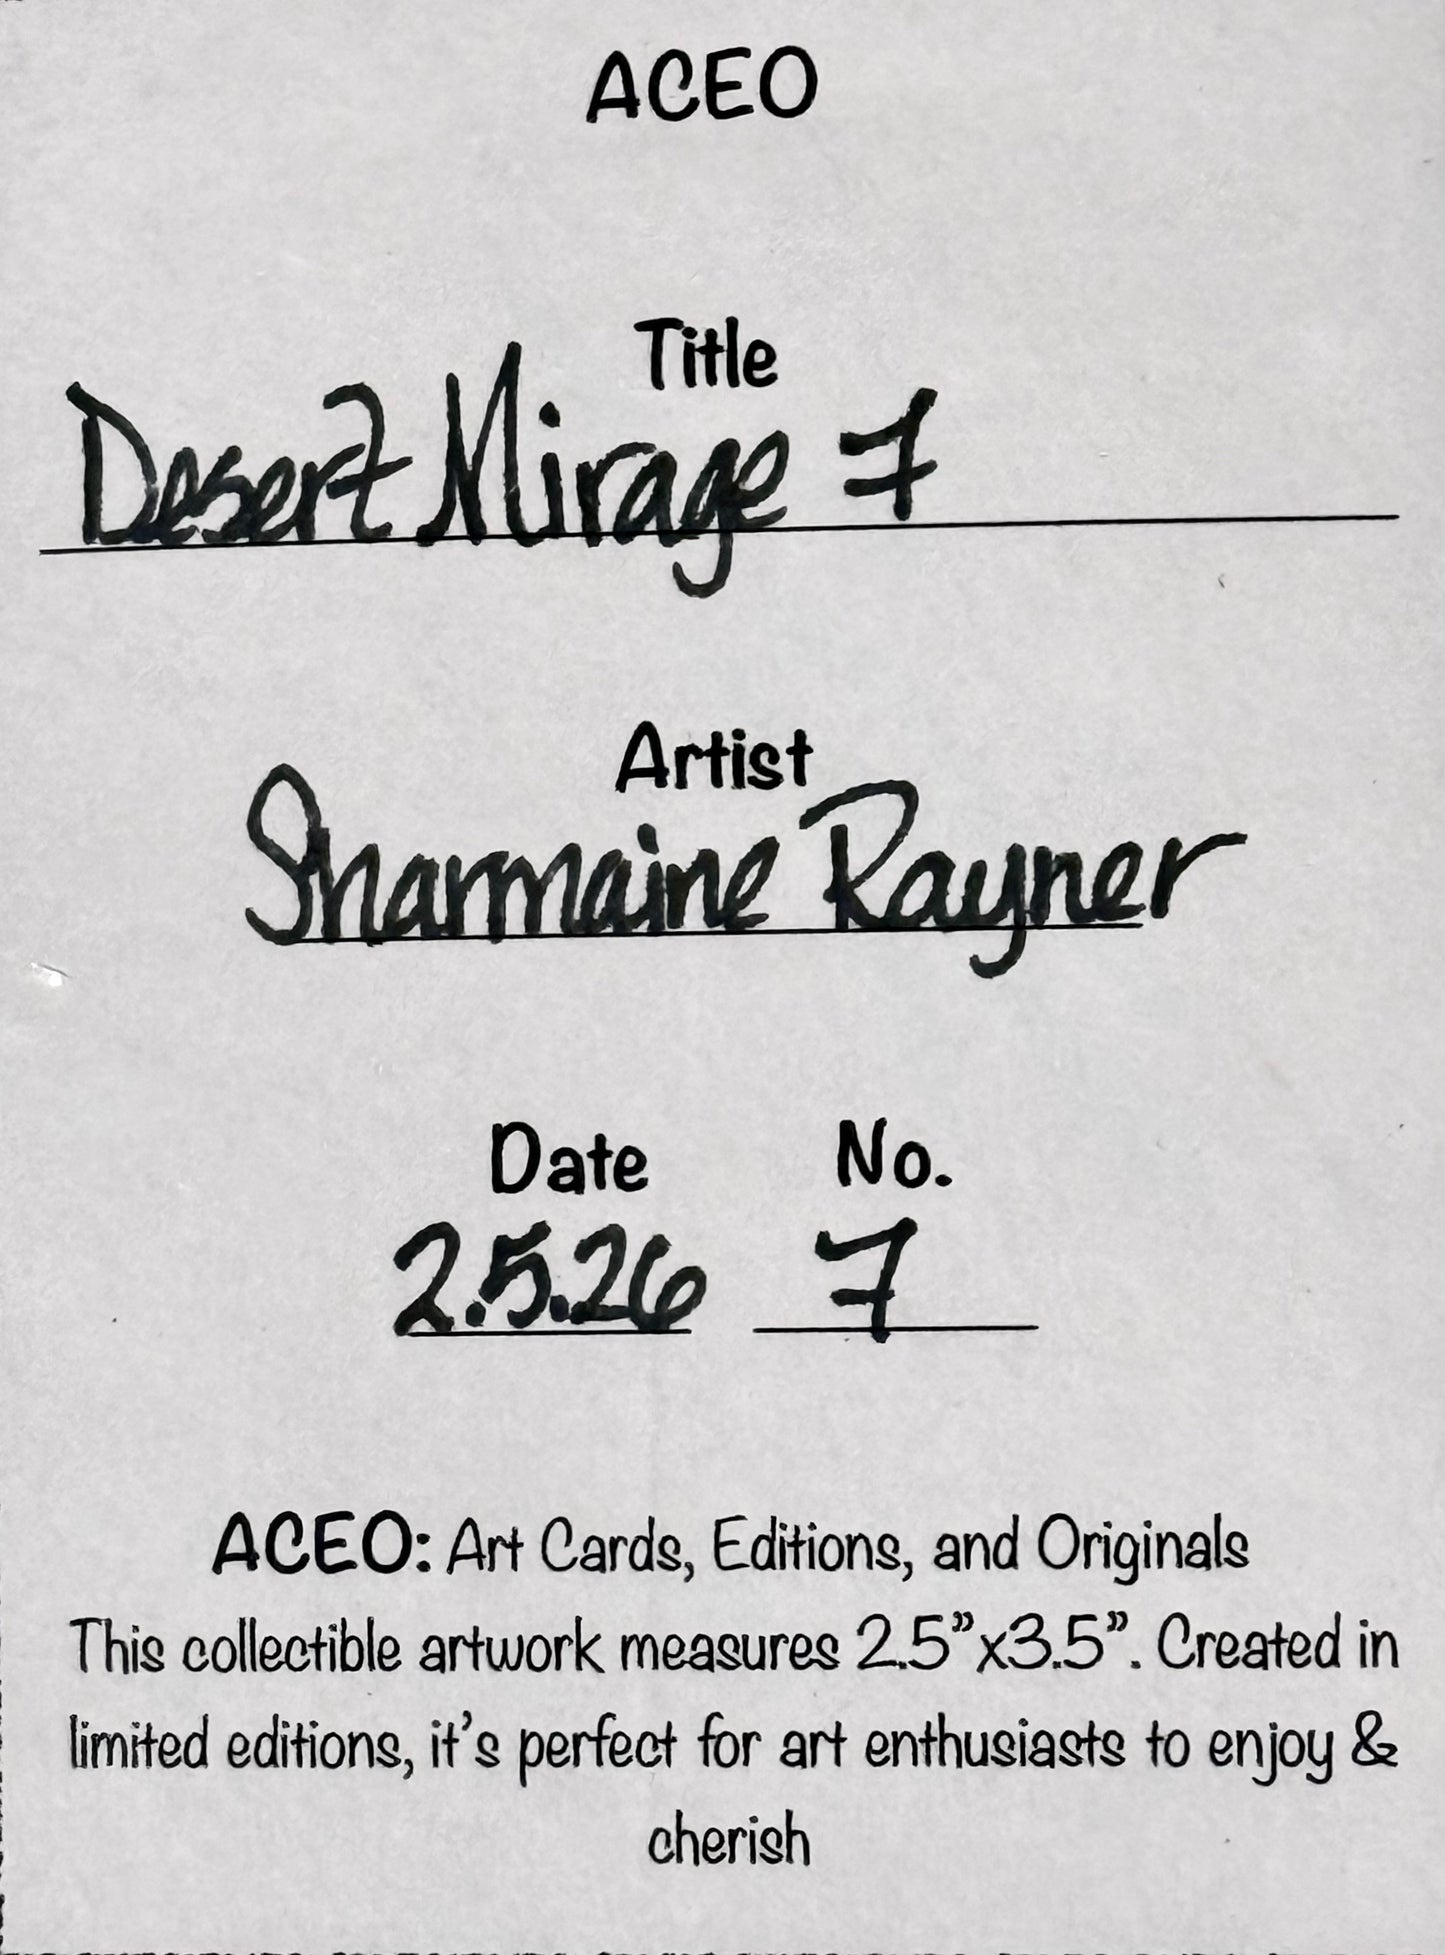 ACEO
Title
Desert Mirage 7
Artist
Sharmaine Rayner
Date No.
2.5.26 7
ACEO: Art Cards, Editions, and Originals
This collectible artwork measures 2.5”x3.5”. Created in
limited editions, it’s perfect for art enthusiasts to enjoy &
cherish